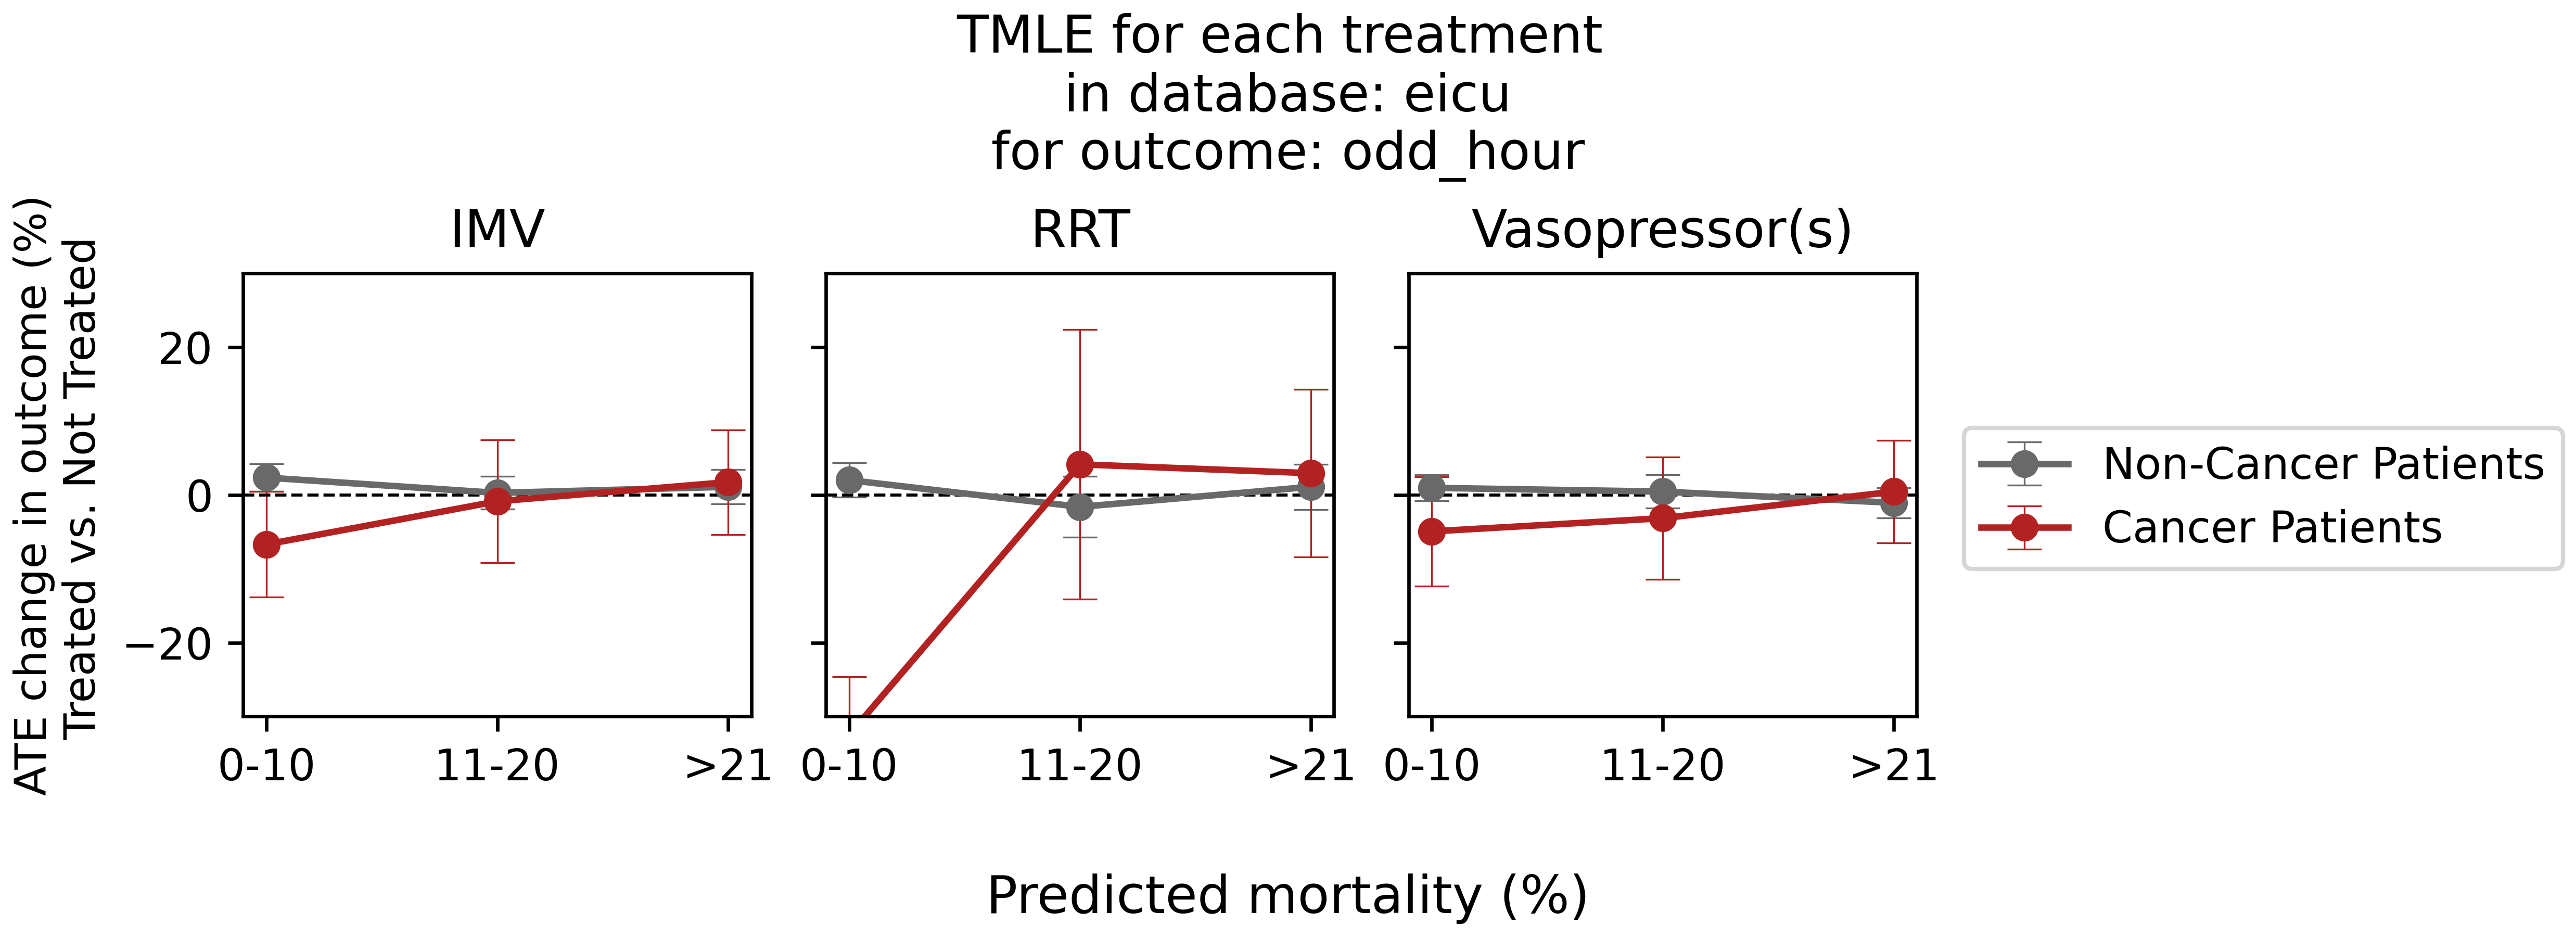 TMLE for each treatment
in database: eicu
for outcome: odd_hour
IMV
RRT
Vasopressor(s)
ATE change in outcome (%)
Treated vs. Not Treated
20
0
−20
0-10
11-20
>21
0-10
11-20
>21
0-10
11-20
>21
Non-Cancer Patients
Cancer Patients
Predicted mortality (%)